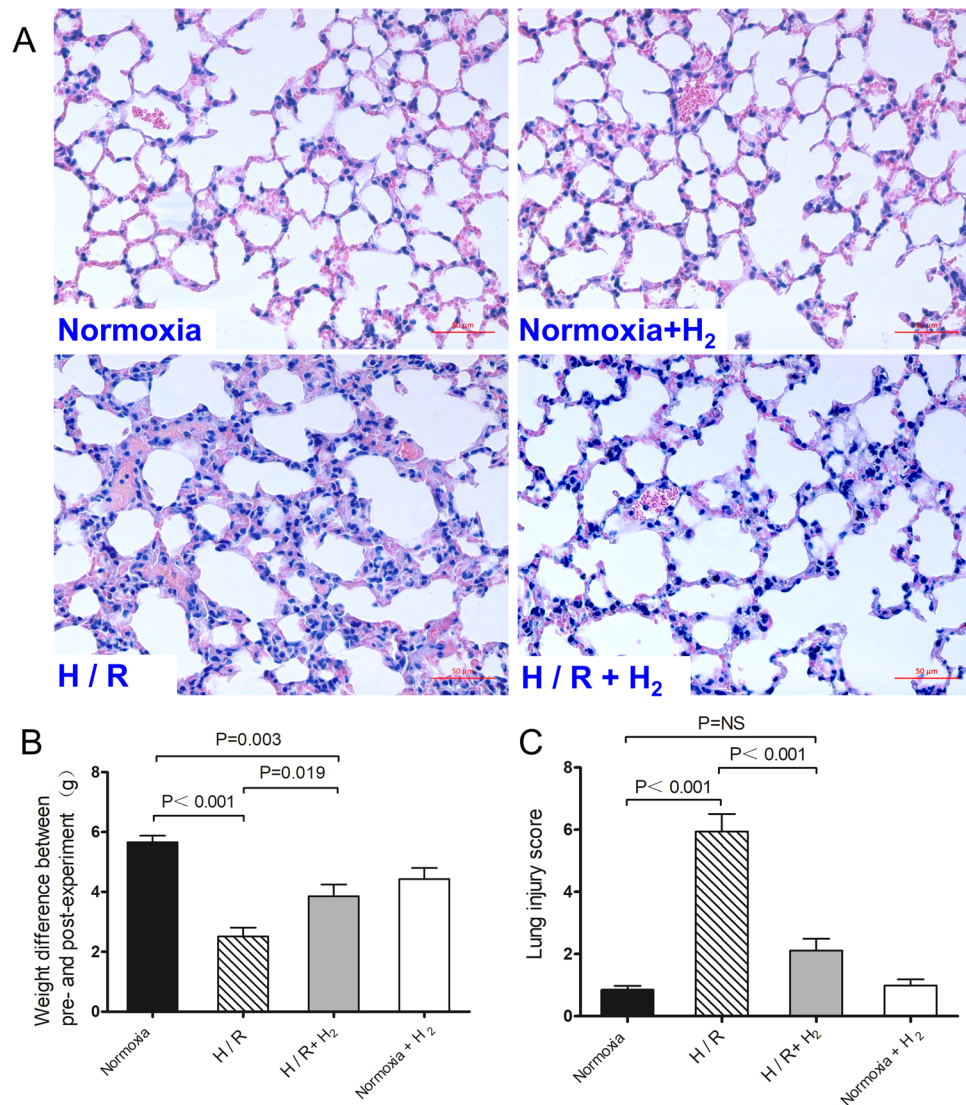 A
Normoxia
50 µm
Normoxia+H2
50 µm
H / R
50 µm
H / R + H2
50 µm
B
Weight difference between
pre- and post-experiment (g)
8
6
4
2
0
P=0.003
P=0.019
P< 0.001
Normoxia
H / R
H / R + H2
Normoxia + H2
C
Lung injury score
8
6
4
2
0
P=NS
P< 0.001
P< 0.001
Normoxia
H / R
H / R + H2
Normoxia + H2